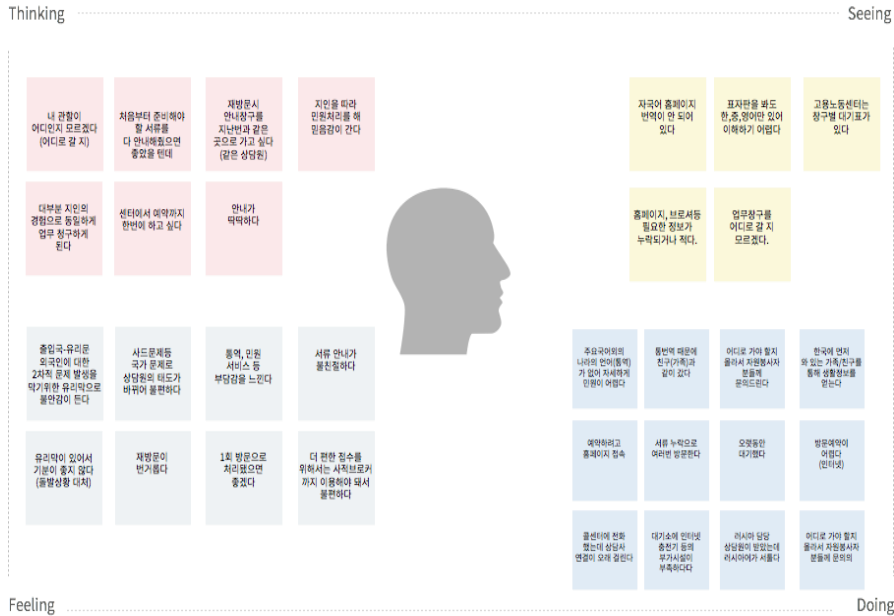 Thinking
Seeing
내 관할이
어디인지 모르겠다
(어디로 갈 지)
처음부터 준비해야
할 서류를
다 안내해줬으면
좋았을 텐데
재방문시
안내창구를
지난번과 같은
곳으로 가고 싶다
(같은 상담원)
지인을 따라
민원처리를 해
믿음감이 간다
대부분 지인의
경험으로 동일하게
업무 청구하게
된다
센터에서 예약까지
한번이 하고 싶다
안내가
딱딱하다
자국어 홈페이지
번역이 안 되어
있다
표자판을 봐도
한,중,영어만 있어
이해하기 어렵다
고용노동센터는
창구별 대기표가
있다
홈페이지, 브로셔등
필요한 정보가
누락되거나 적다.
업무창구를
어디로 갈 지
모르겠다.
출입국-유리문
외국인에 대한
2차적 문제 발생을
막기위한 유리막으로
불안감이 든다
사드문제등
국가 문제로
상담원의 태도가
바뀌어 불편하다
통역, 민원
서비스 등
부담감을 느낀다
서류 안내가
불친절하다
유리막이 있어서
기분이 좋지 않다
(돌발상황 대처)
재방문이
번거롭다
1회 방문으로
처리됐으면
좋겠다
더 편한 접수를
위해서는 사적브로커
까지 이용해야 돼서
불편하다
주요국어외의
나라의 언어(통역)
가 없어 자세하게
민원이 어렵다
통번역 때문에
친구(가족)과
같이 갔다
어디로 가야 할지
몰라서 자원봉사자
분들께
문의드린다
한국에 먼저
와 있는 가족/친구를
통해 생활정보를
얻는다
예약하려고
홈페이지 접속
서류 누락으로
여러번 방문한다
오랫동안
대기했다
방문예약이
어렵다
(인터넷)
콜센터에 전화
했는데 상담사
연결이 오래 걸린다
대기소에 인터넷
충전기 등의
부가시설이
부족하다다
러시아 담당
상담원이 받았는데
러시아어가 서툴다
어디로 가야 할지
몰라서 자원봉사자
분들께 문의의
Feeling
Doing